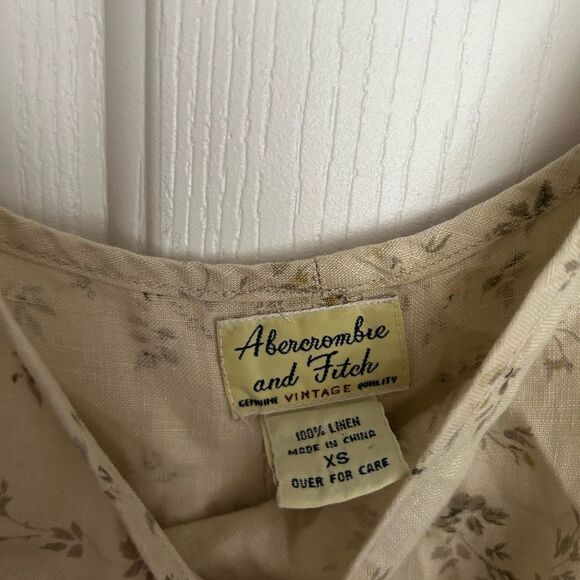 Abercrombie
and Fitch
GENUINE VINTAGE QUALITY
100% LINEN
MADE IN CHINA
XS
OVER FOR CARE